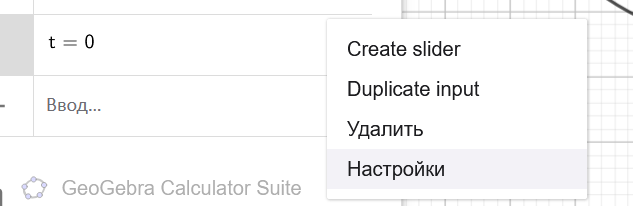 t = 0
Ввод...
GeoGebra Calculator Suite
Create slider
Duplicate input
Удалить
Настройки